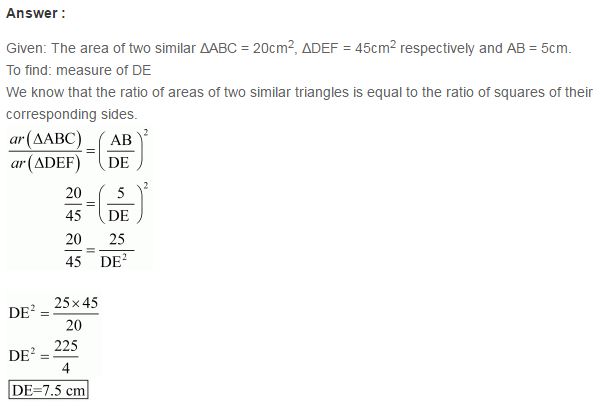 Answer :
Given: The area of two similar ΔABC = 20cm², ΔDEF = 45cm² respectively and AB = 5cm.
To find: measure of DE
We know that the ratio of areas of two similar triangles is equal to the ratio of squares of their
corresponding sides.
ar(ΔABC)/ar(ΔDEF) = (AB/DE)²
20/45 = (5/DE)²
20/45 = 25/DE²
DE² = 25×45/20
DE² = 225/4
DE=7.5 cm